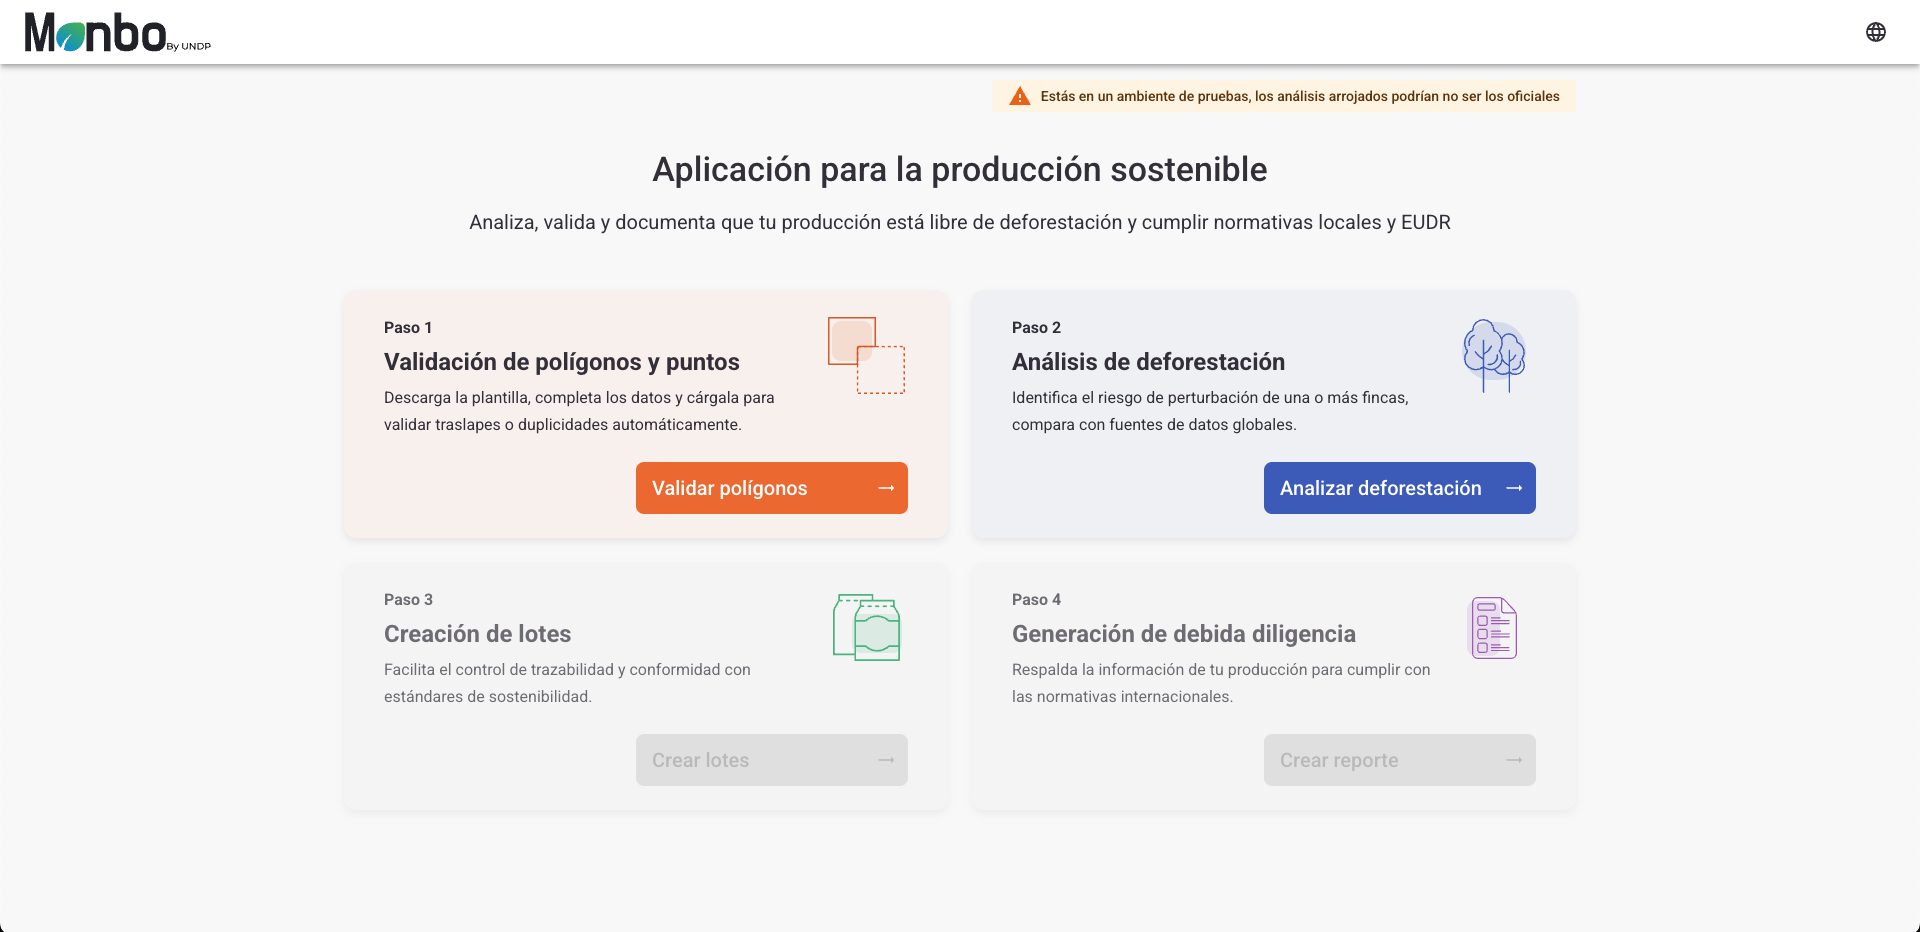 Monbo By UNDP
Estás en un ambiente de pruebas, los análisis arrojados podrían no ser los oficiales
Aplicación para la producción sostenible
Analiza, valida y documenta que tu producción está libre de deforestación y cumplir normativas locales y EUDR
Paso 1
Validación de polígonos y puntos
Descarga la plantilla, completa los datos y cárgala para
validar traslapes o duplicidades automáticamente.
Validar polígonos →
Paso 2
Análisis de deforestación
Identifica el riesgo de perturbación de una o más fincas,
compara con fuentes de datos globales.
Analizar deforestación →
Paso 3
Creación de lotes
Facilita el control de trazabilidad y conformidad con
estándares de sostenibilidad.
Crear lotes →
Paso 4
Generación de debida diligencia
Respalda la información de tu producción para cumplir con
las normativas internacionales.
Crear reporte →